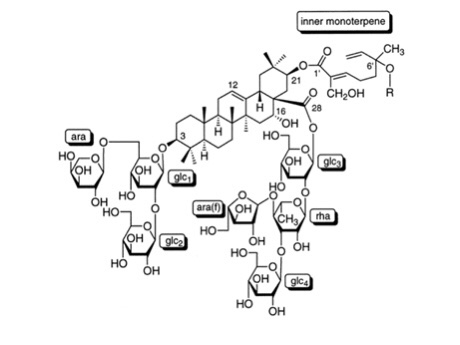 inner monoterpene
CH3
6'
O
O
21
1'
O
R
CH2OH
12
O
28
16
OH
O
3
ara
O
O
O
HO
glc3
OH
HO
O
O
OH
HO
OH
HO
O
glc1
O
HO
O
glc2
OH
HO
OH
ara(f)
O
OH
HO
OH
O
O
CH3
rha
O
OH
HO
O
OH
glc4
HO
OH